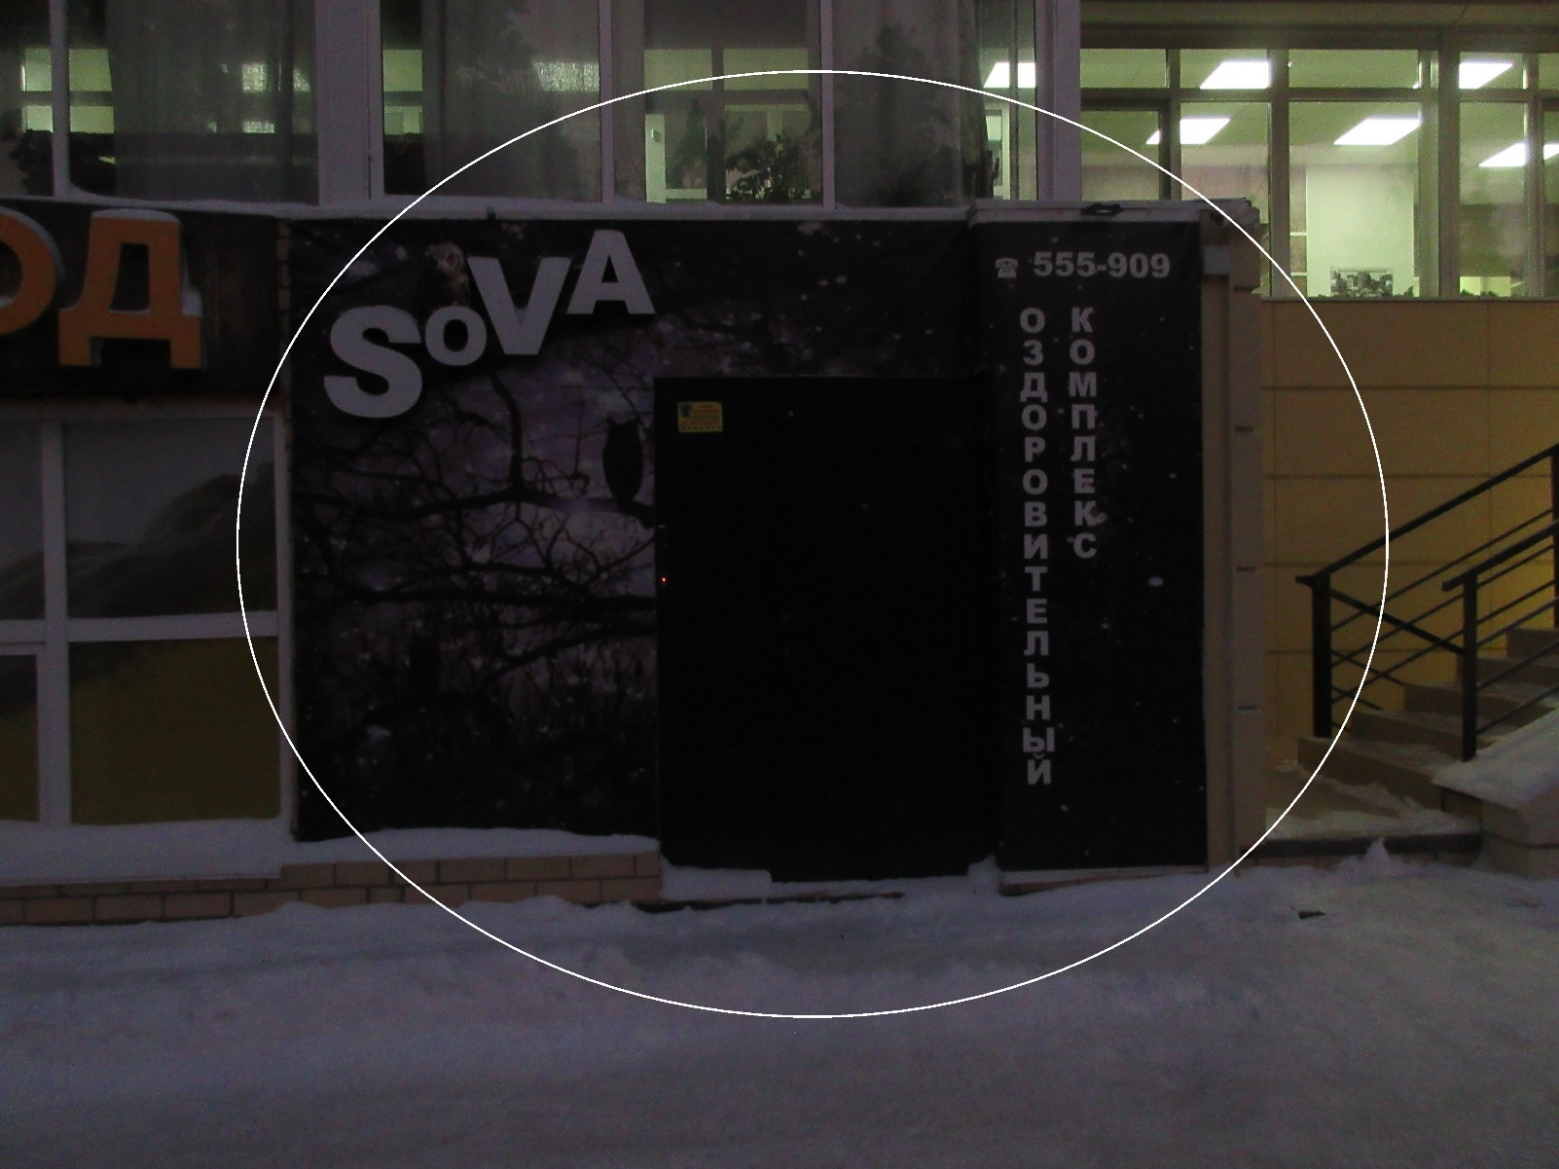 ОД
SOVA
555-909
ОЗДОРОВИТЕЛЬНЫЙ
КОМПЛЕКС